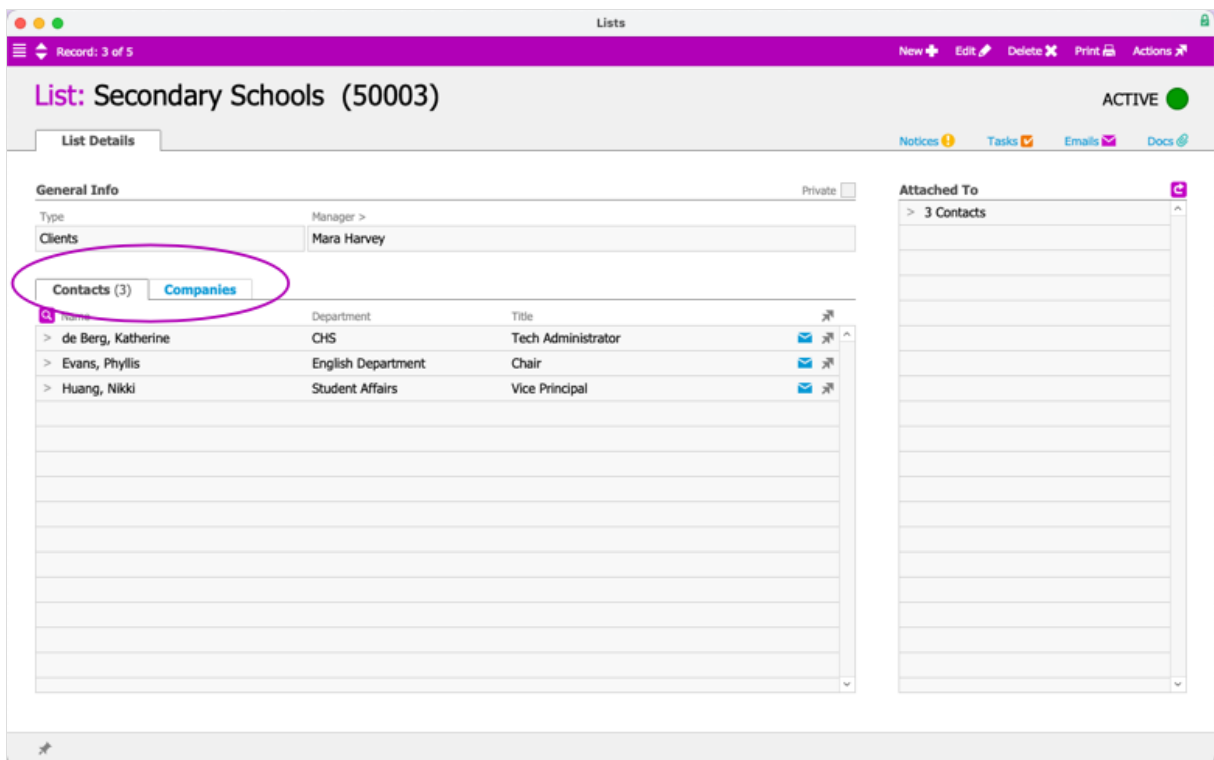 Lists
Record: 3 of 5 New Edit Delete Print Actions
List: Secondary Schools (50003) ACTIVE
List Details Notices Tasks Emails Docs
General Info Private Attached To
> 3 Contacts
Type Manager >
Clients Mara Harvey
Contacts (3) Companies
Name Department Title
> de Berg, Katherine CHS Tech Administrator
> Evans, Phyllis English Department Chair
> Huang, Nikki Student Affairs Vice Principal